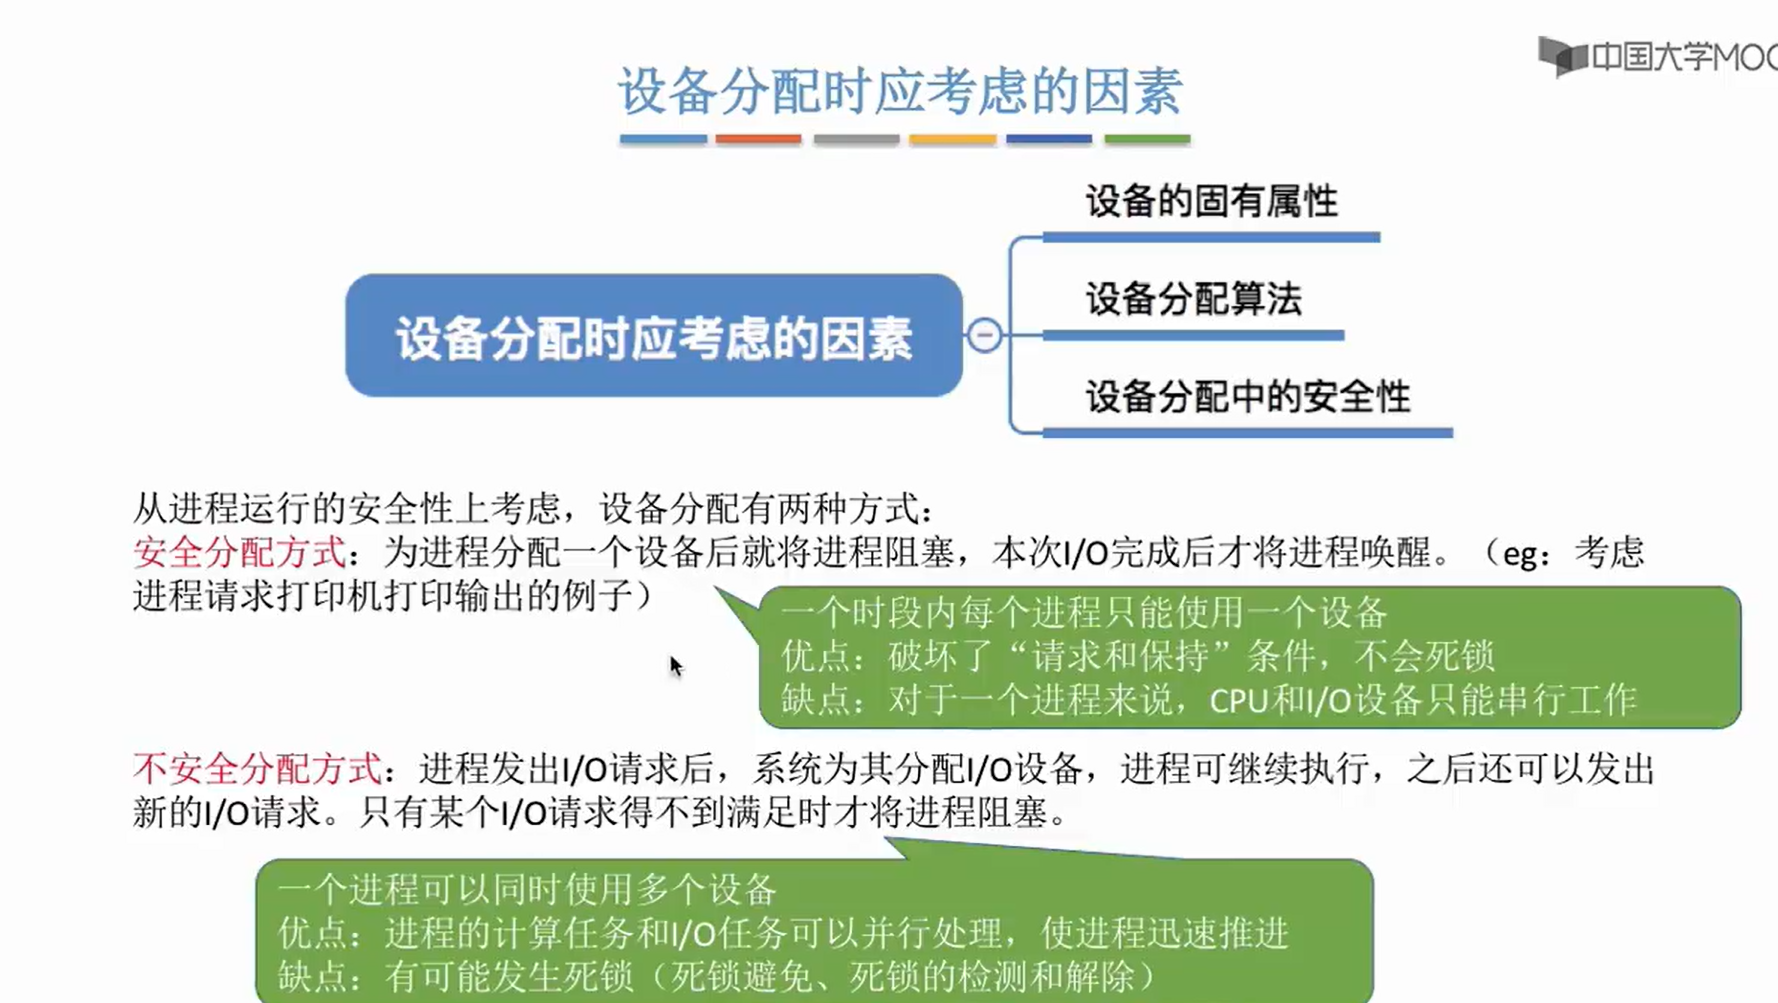 中国大学MOO
设备分配时应考虑的因素
设备的固有属性
设备分配算法
设备分配时应考虑的因素
设备分配中的安全性
从进程运行的安全性上考虑，设备分配有两种方式：
安全分配方式：为进程分配一个设备后就将进程阻塞，本次I/O完成后才将进程唤醒。（eg：考虑
进程请求打印机打印输出的例子）
一个时段内每个进程只能使用一个设备
优点：破坏了“请求和保持”条件，不会死锁
缺点：对于一个进程来说，CPU和I/O设备只能串行工作
不安全分配方式：进程发出I/O请求后，系统为其分配I/O设备，进程可继续执行，之后还可以发出
新的I/O请求。只有某个I/O请求得不到满足时才将进程阻塞。
一个进程可以同时使用多个设备
优点：进程的计算任务和I/O任务可以并行处理，使进程迅速推进
缺点：有可能发生死锁（死锁避免、死锁的检测和解除）